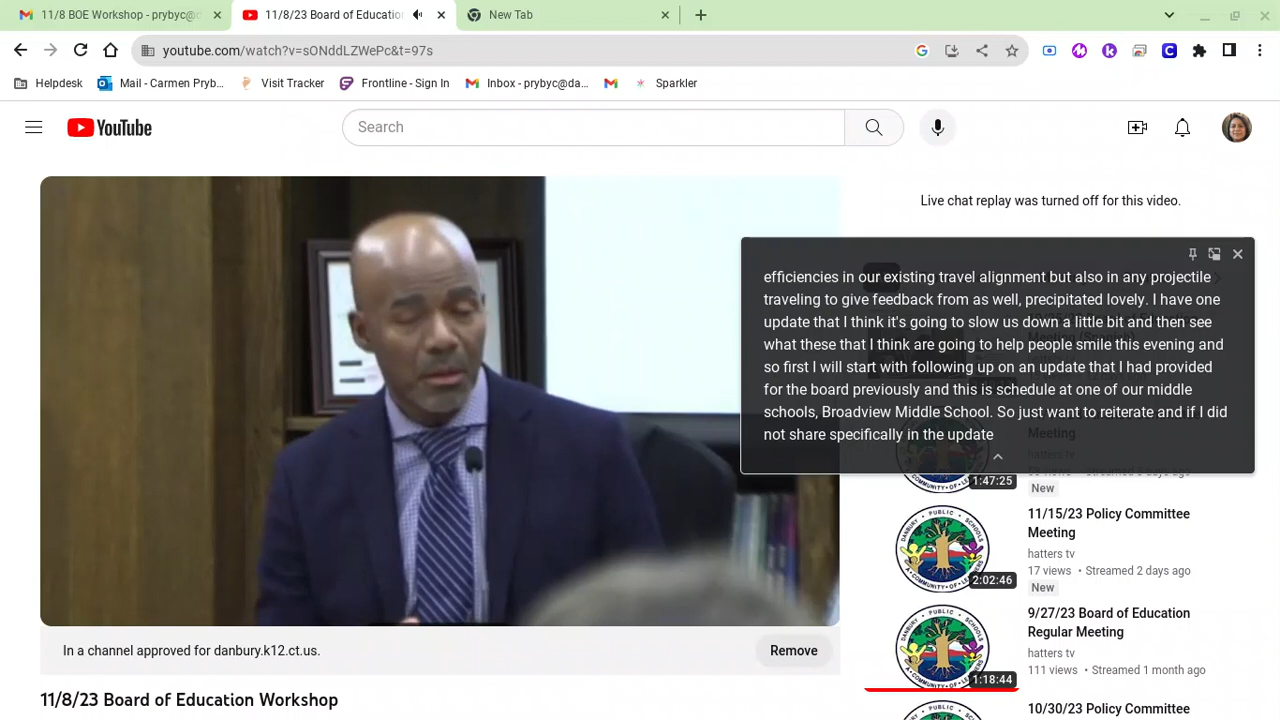 11/8 BOE Workshop - prybyc@d
11/8/23 Board of Education
New Tab
youtube.com/watch?v=sONddLZWePc&t=97s
Helpdesk
Mail - Carmen Pryb...
Visit Tracker
Frontline - Sign In
Inbox - prybyc@da...
Sparkler
YouTube
Search
Live chat replay was turned off for this video.
efficiencies in our existing travel alignment but also in any projectile
traveling to give feedback from as well, precipitated lovely. I have one
update that I think it's going to slow us down a little bit and then see
what these that I think are going to help people smile this evening and
so first I will start with following up on an update that I had provided
for the board previously and this is schedule at one of our middle
schools, Broadview Middle School. So just want to reiterate and if I did
not share specifically in the update
Meeting
1:47:25
New
11/15/23 Policy Committee
Meeting
hatters tv
17 views • Streamed 2 days ago
2:02:46
New
9/27/23 Board of Education
Regular Meeting
hatters tv
111 views • Streamed 1 month ago
1:18:44
10/30/23 Policy Committee
In a channel approved for danbury.k12.ct.us.
Remove
11/8/23 Board of Education Workshop